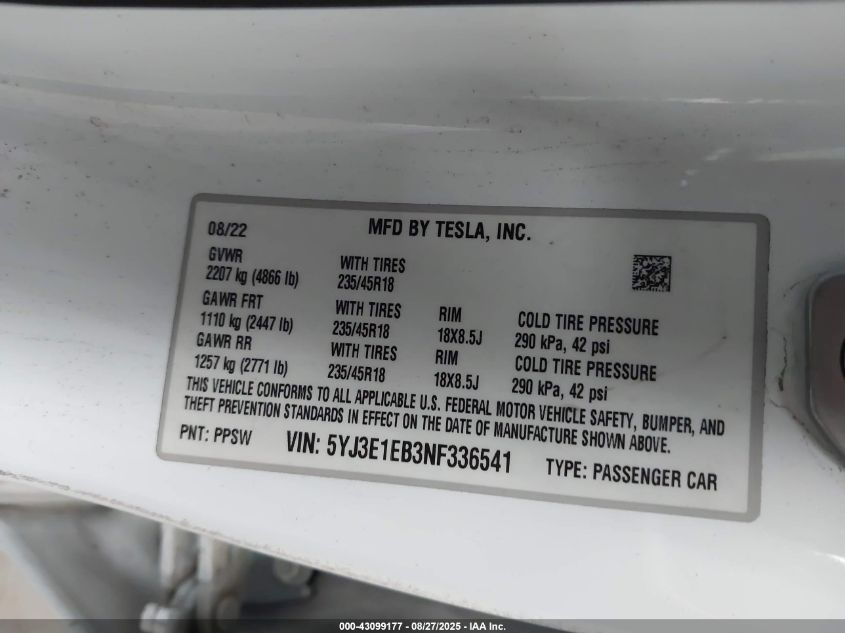 08/22 MFD BY TESLA, INC.
GVWR
2207 kg (4866 lb) WITH TIRES
235/45R18
GAWR FRT
1110 kg (2447 lb) WITH TIRES
235/45R18 RIM
18X8.5J COLD TIRE PRESSURE
290 kPa, 42 psi
GAWR RR
1257 kg (2771 lb) WITH TIRES
235/45R18 RIM
18X8.5J COLD TIRE PRESSURE
290 kPa, 42 psi
THIS VEHICLE CONFORMS TO ALL APPLICABLE U.S. FEDERAL MOTOR VEHICLE SAFETY, BUMPER, AND
THEFT PREVENTION STANDARDS IN EFFECT ON THE DATE OF MANUFACTURE SHOWN ABOVE.
PNT: PPSW VIN: 5YJ3E1EB3NF336541 TYPE: PASSENGER CAR
000-43099177 - 08/27/2025 - IAA Inc.